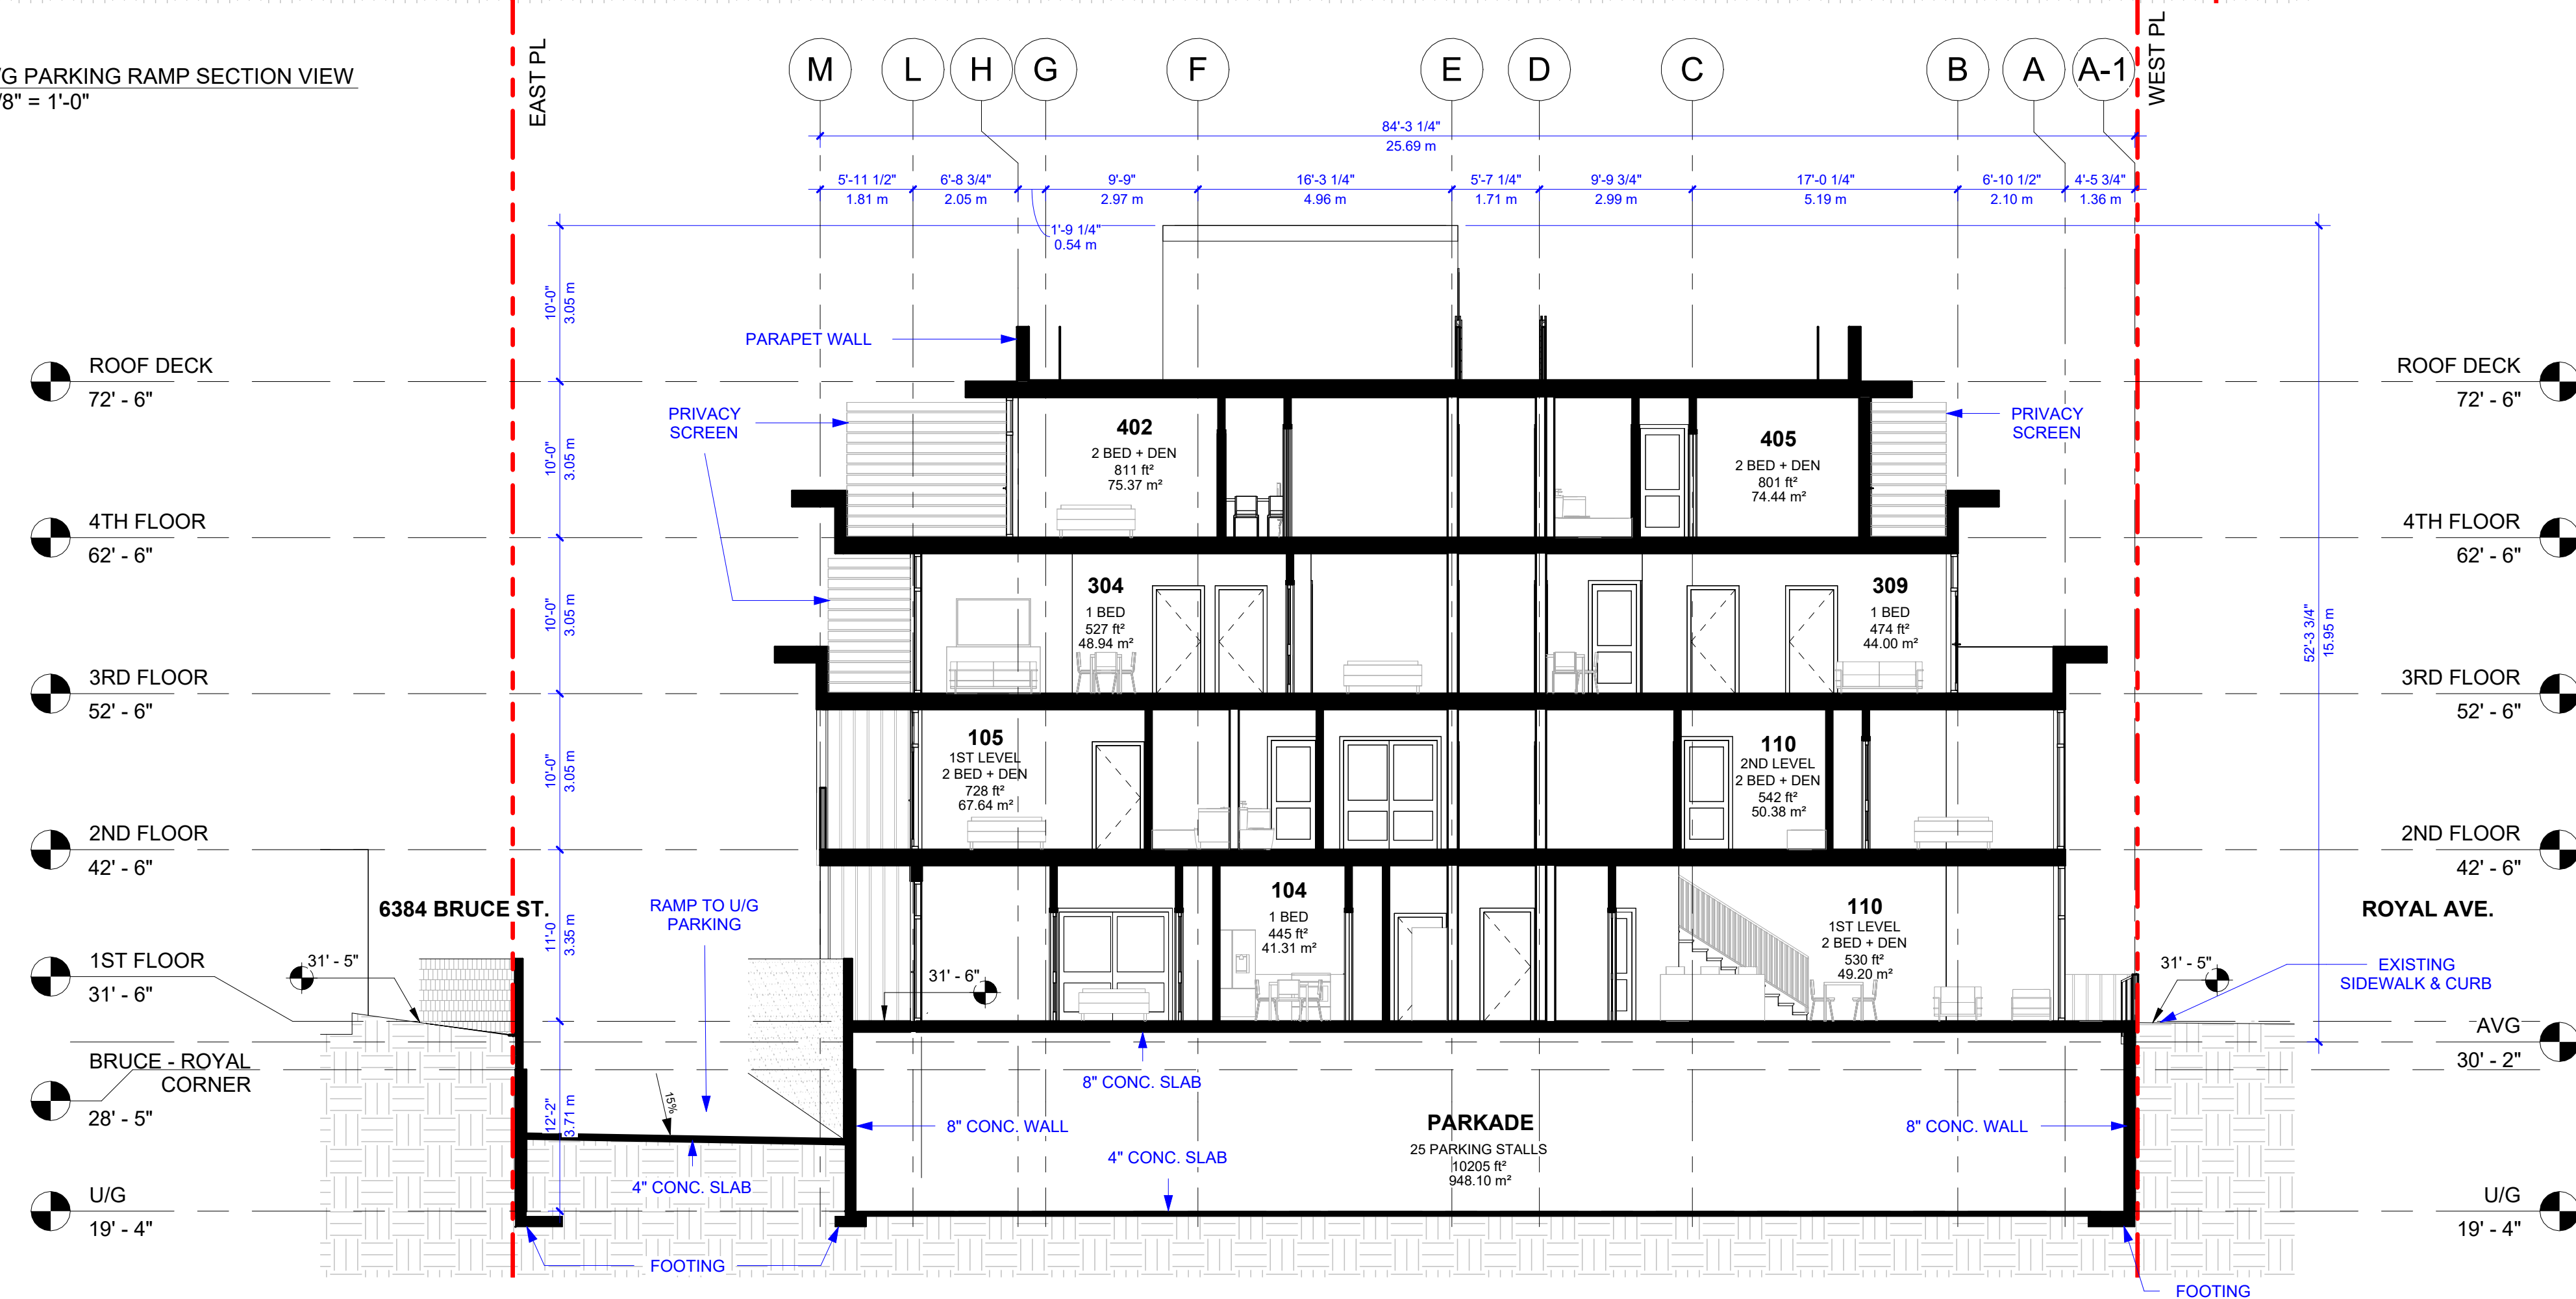 /G PARKING RAMP SECTION VIEW
/8" = 1'-0"
EAST PL
M
L
H
G
F
E
D
C
B
A
A-1
WEST PL
84'-3 1/4"
25.69 m
5'-11 1/2"
1.81 m
6'-8 3/4"
2.05 m
1'-9 1/4"
0.54 m
9'-9"
2.97 m
16'-3 1/4"
4.96 m
5'-7 1/4"
1.71 m
9'-9 3/4"
2.99 m
17'-0 1/4"
5.19 m
6'-10 1/2"
2.10 m
4'-5 3/4"
1.36 m
10'-0"
3.05 m
PARAPET WALL
ROOF DECK
72' - 6"
ROOF DECK
72' - 6"
PRIVACY
SCREEN
402
2 BED + DEN
811 ft²
75.37 m²
405
2 BED + DEN
801 ft²
74.44 m²
PRIVACY
SCREEN
10'-0"
3.05 m
4TH FLOOR
62' - 6"
4TH FLOOR
62' - 6"
10'-0"
3.05 m
304
1 BED
527 ft²
48.94 m²
309
1 BED
474 ft²
44.00 m²
52'-3 3/4"
15.95 m
3RD FLOOR
52' - 6"
3RD FLOOR
52' - 6"
10'-0"
3.05 m
105
1ST LEVEL
2 BED + DEN
728 ft²
67.64 m²
110
2ND LEVEL
2 BED + DEN
542 ft²
50.38 m²
2ND FLOOR
42' - 6"
2ND FLOOR
42' - 6"
6384 BRUCE ST.
RAMP TO U/G
PARKING
11'-0
3.35 m
104
1 BED
445 ft²
41.31 m²
110
1ST LEVEL
2 BED + DEN
530 ft²
49.20 m²
ROYAL AVE.
1ST FLOOR
31' - 6"
31' - 5"
31' - 6"
31' - 5"
EXISTING
SIDEWALK & CURB
AVG
30' - 2"
BRUCE - ROYAL
CORNER
28' - 5"
8" CONC. SLAB
15%
12'-2"
3.71 m
8" CONC. WALL
PARKADE
25 PARKING STALLS
10205 ft²
948.10 m²
8" CONC. WALL
4" CONC. SLAB
4" CONC. SLAB
U/G
19' - 4"
U/G
19' - 4"
FOOTING
FOOTING